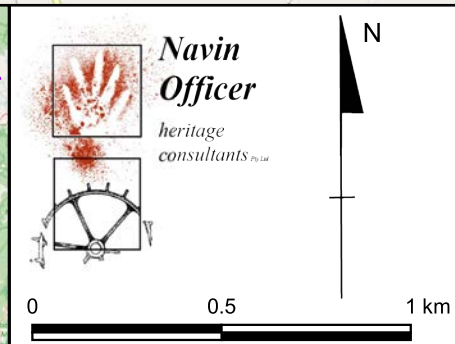 Navin
Officer
heritage
consultants Pty Ltd
N
0 0.5 1 km